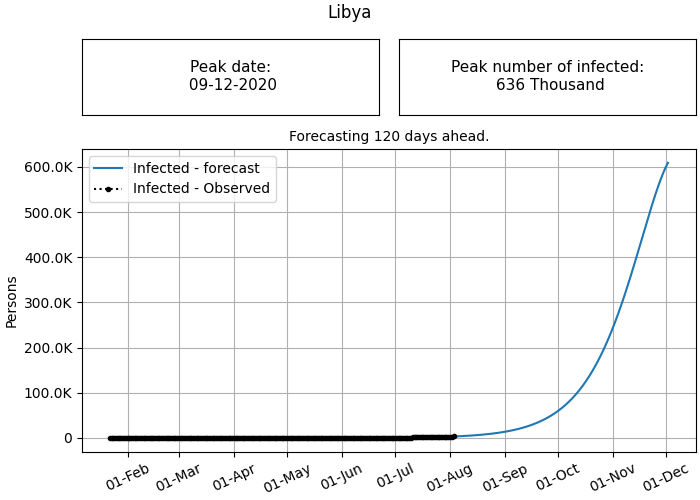 Libya
Peak date:
09-12-2020
Peak number of infected:
636 Thousand
Forecasting 120 days ahead.
Infected - forecast
Infected - Observed
Persons
600.0K
500.0K
400.0K
300.0K
200.0K
100.0K
0
01-Feb
01-Mar
01-Apr
01-May
01-Jun
01-Jul
01-Aug
01-Sep
01-Oct
01-Nov
01-Dec